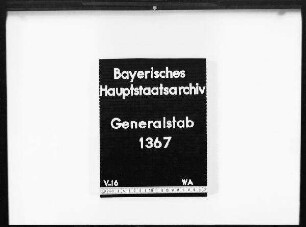 Bayerisches
Hauptstaatsarchiv
Generalstab
1367
V-16 WA